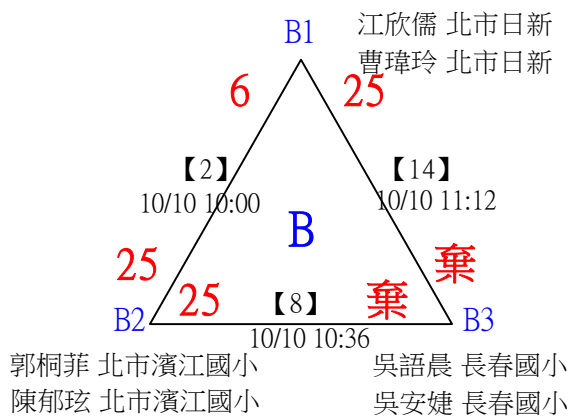 B1
江欣儒 北市日新
曹瑋玲 北市日新
6
25
【2】
10/10 10:00
【14】
10/10 11:12
B
25
25
棄
棄
【8】
10/10 10:36
B2
B3
郭桐菲 北市濱江國小
陳郁玹 北市濱江國小
吳語晨 長春國小
吳安婕 長春國小